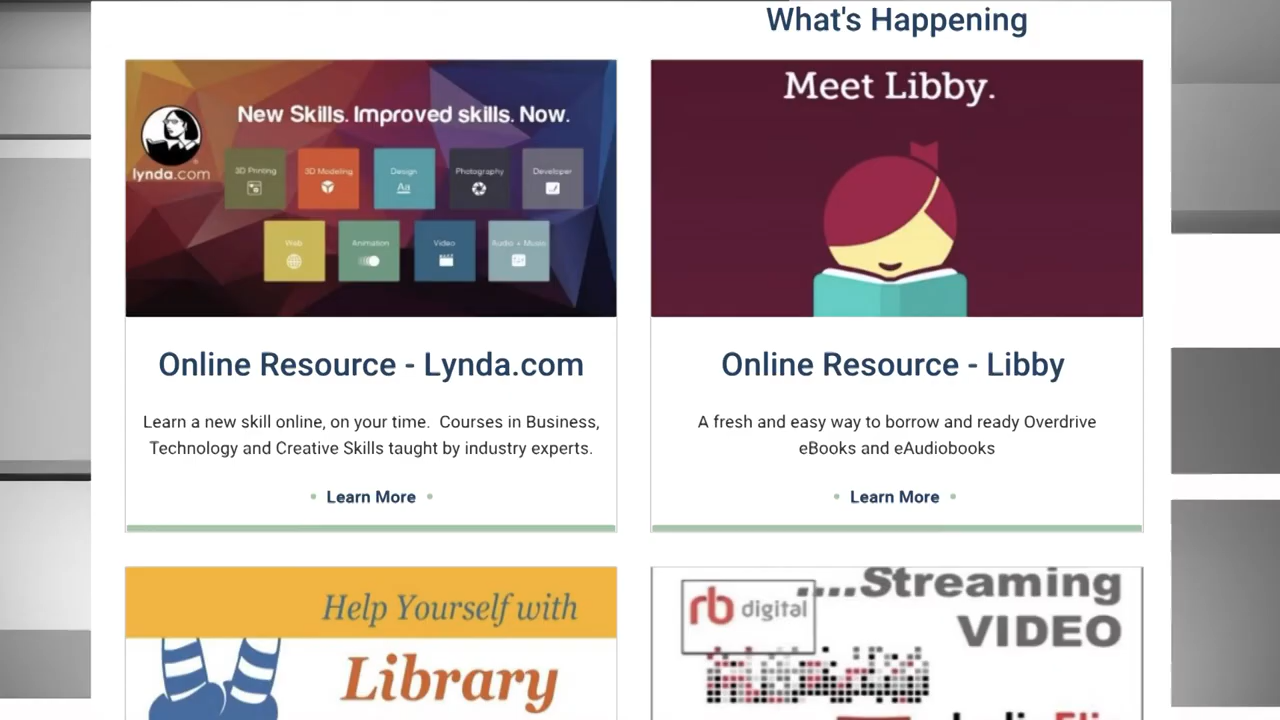 What's Happening
New Skills. Improved skills. Now.
lynda.com
3D Printing
3D Modeling
Design
Aa
Photography
Developer
Web
Animation
Video
Audio + Music
Meet Libby.
Online Resource - Lynda.com
Learn a new skill online, on your time.  Courses in Business,
Technology and Creative Skills taught by industry experts.
Learn More
Online Resource - Libby
A fresh and easy way to borrow and ready Overdrive
eBooks and eAudiobooks
Learn More
Help Yourself with
Library
rb digital
....Streaming
VIDEO